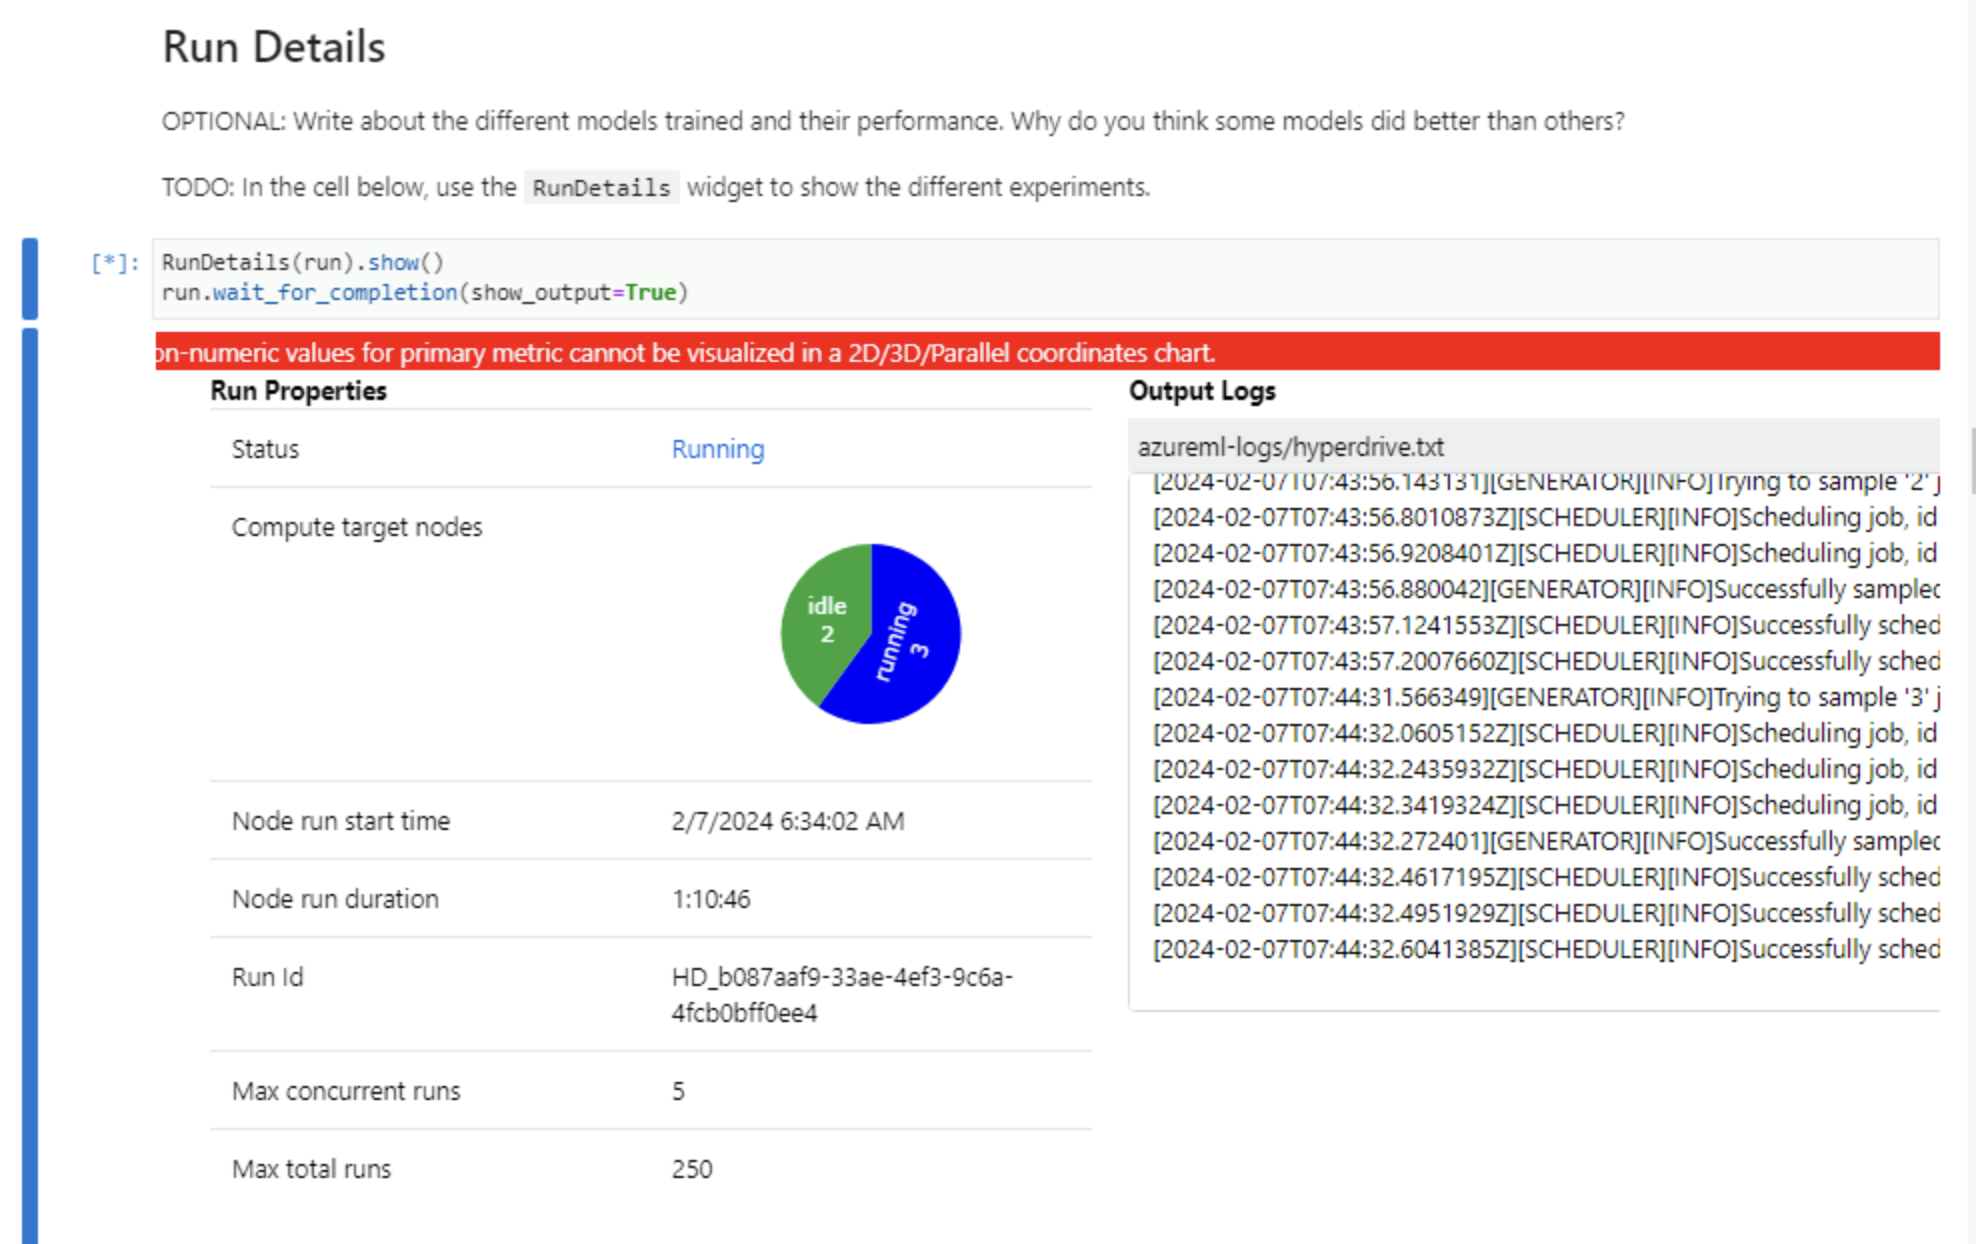 Run Details
OPTIONAL: Write about the different models trained and their performance. Why do you think some models did better than others?
TODO: In the cell below, use the RunDetails widget to show the different experiments.
[*]:
RunDetails(run).show()
run.wait_for_completion(show_output=True)
on-numeric values for primary metric cannot be visualized in a 2D/3D/Parallel coordinates chart.
Run Properties
Status Running
Compute target nodes
idle
2
running
3
Node run start time 2/7/2024 6:34:02 AM
Node run duration 1:10:46
Run Id HD_b087aaf9-33ae-4ef3-9c6a-
4fcb0bff0ee4
Max concurrent runs 5
Max total runs 250
Output Logs
azureml-logs/hyperdrive.txt
[2024-02-07T07:43:56.143131][GENERATOR][INFO]Trying to sample '2' j
[2024-02-07T07:43:56.8010873Z][SCHEDULER][INFO]Scheduling job, id
[2024-02-07T07:43:56.9208401Z][SCHEDULER][INFO]Scheduling job, id
[2024-02-07T07:43:56.880042][GENERATOR][INFO]Successfully sampled
[2024-02-07T07:43:57.1241553Z][SCHEDULER][INFO]Successfully sched
[2024-02-07T07:43:57.2007660Z][SCHEDULER][INFO]Successfully sched
[2024-02-07T07:44:31.566349][GENERATOR][INFO]Trying to sample '3' j
[2024-02-07T07:44:32.0605152Z][SCHEDULER][INFO]Scheduling job, id
[2024-02-07T07:44:32.2435932Z][SCHEDULER][INFO]Scheduling job, id
[2024-02-07T07:44:32.3419324Z][SCHEDULER][INFO]Scheduling job, id
[2024-02-07T07:44:32.272401][GENERATOR][INFO]Successfully sampled
[2024-02-07T07:44:32.4617195Z][SCHEDULER][INFO]Successfully sched
[2024-02-07T07:44:32.4951929Z][SCHEDULER][INFO]Successfully sched
[2024-02-07T07:44:32.6041385Z][SCHEDULER][INFO]Successfully sched